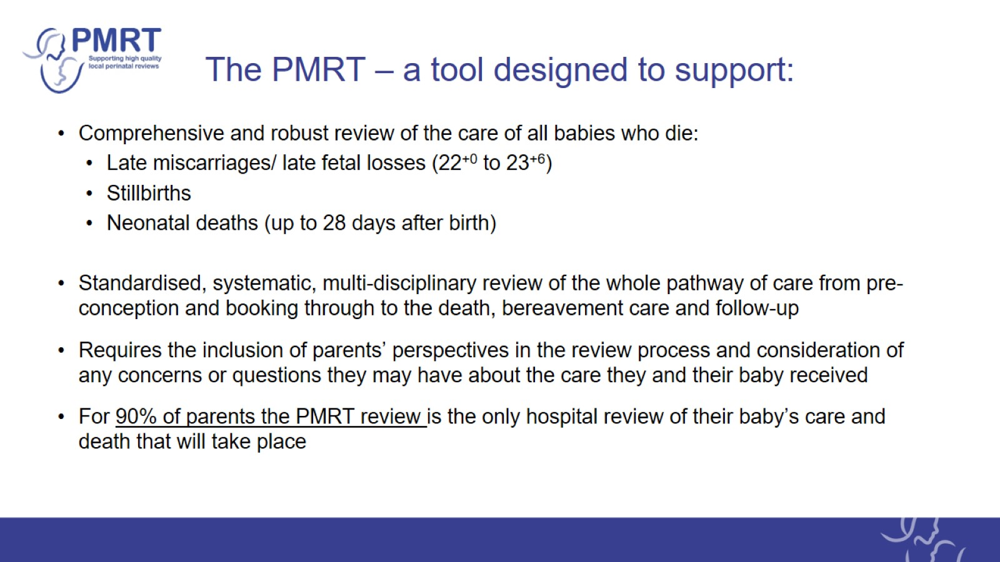 PMRT
Supporting high quality
local perinatal reviews
The PMRT – a tool designed to support:
• Comprehensive and robust review of the care of all babies who die:
• Late miscarriages/ late fetal losses (22⁺⁰ to 23⁺⁶)
• Stillbirths
• Neonatal deaths (up to 28 days after birth)
• Standardised, systematic, multi-disciplinary review of the whole pathway of care from pre-
conception and booking through to the death, bereavement care and follow-up
• Requires the inclusion of parents’ perspectives in the review process and consideration of
any concerns or questions they may have about the care they and their baby received
• For 90% of parents the PMRT review is the only hospital review of their baby’s care and
death that will take place